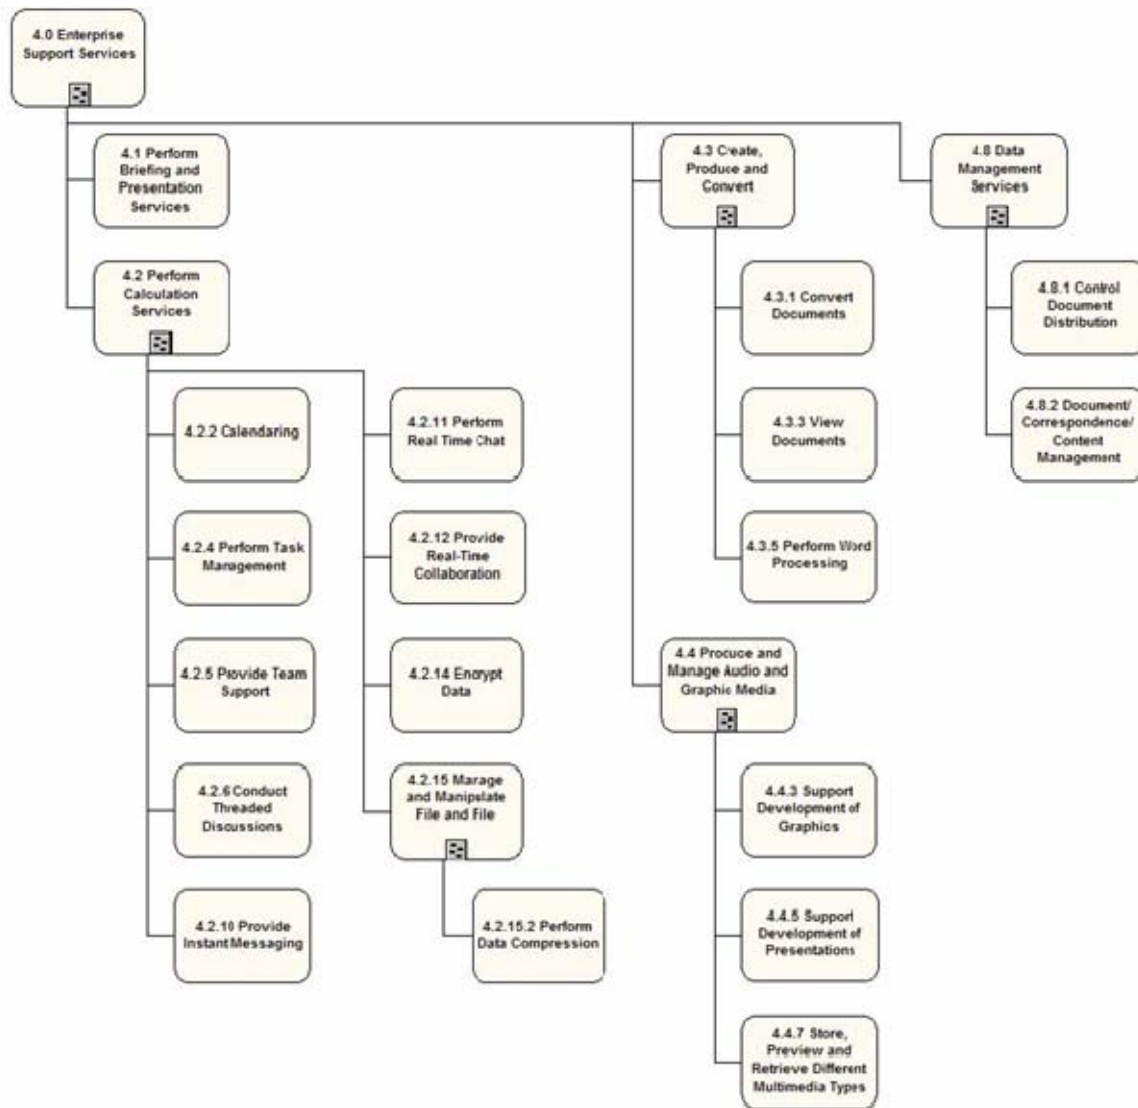 4.0 Enterprise
Support Services
4.1 Perform
Briefing and
Presentation
Services
4.2 Perform
Calculation
Services
4.2.2 Calendaring
4.2.4 Perform Task
Management
4.2.5 Provide Team
Support
4.2.6 Conduct
Threaded
Discussions
4.2.10 Provide
Instant Messaging
4.2.11 Perform
Real Time Chat
4.2.12 Provide
Real-Time
Collaboration
4.2.14 Encrypt
Data
4.2.15 Manage
and Manipulate
File and File
4.2.15.2 Perform
Data Compression
4.3 Create,
Produce and
Convert
4.3.1 Convert
Documents
4.3.3 View
Documents
4.3.5 Perform Word
Processing
4.4 Produce and
Manage Audio and
Graphic Media
4.4.3 Support
Development of
Graphics
4.4.5 Support
Development of
Presentations
4.4.7 Store,
Preview and
Retrieve Different
Multimedia Types
4.8 Data
Management
Services
4.8.1 Control
Document
Distribution
4.8.2 Document/
Correspondence/
Content
Management